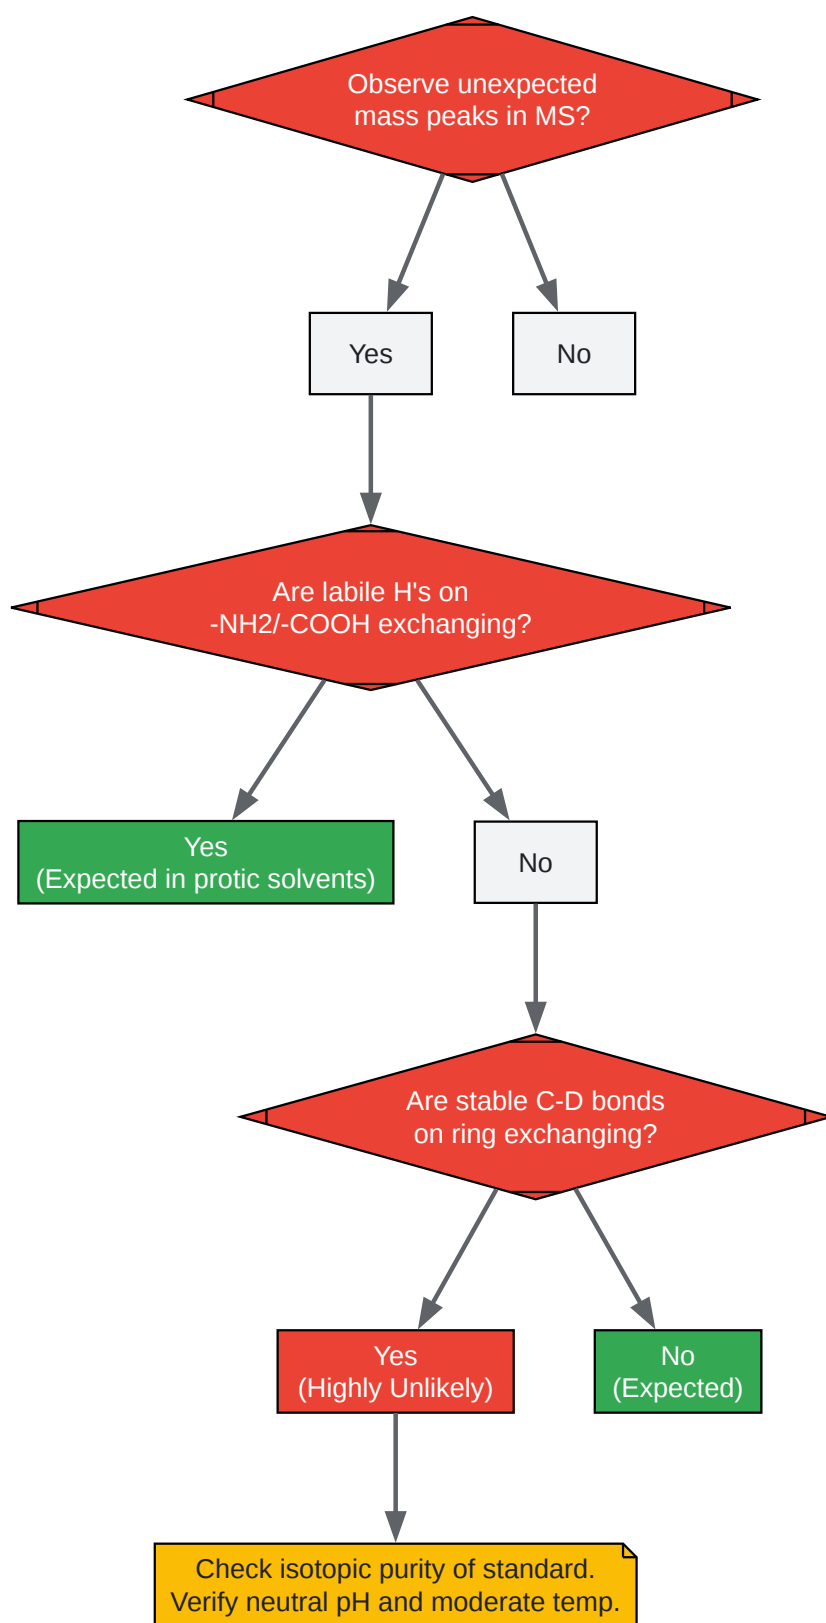 Observe unexpected
mass peaks in MS?
Yes
No
Are labile H's on
-NH2/-COOH exchanging?
Yes
(Expected in protic solvents)
No
Are stable C-D bonds
on ring exchanging?
Yes
(Highly Unlikely)
No
(Expected)
Check isotopic purity of standard.
Verify neutral pH and moderate temp.